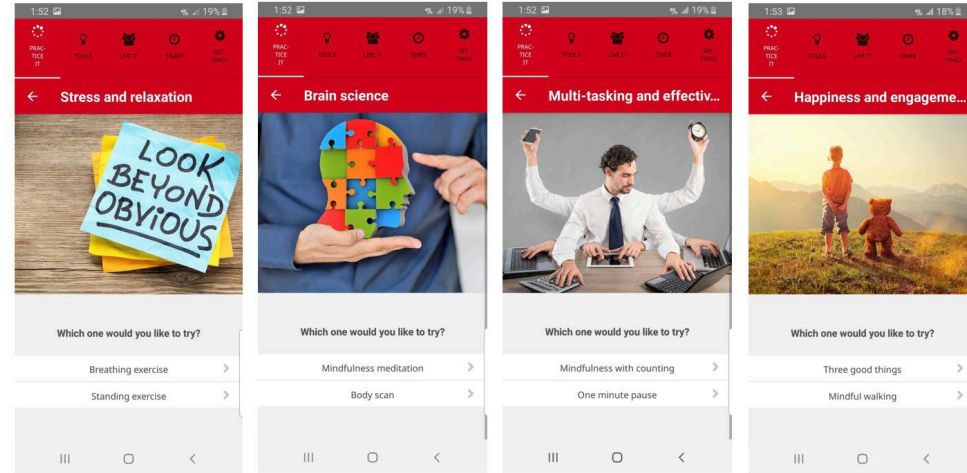 1:52 19%
PRAC-
TICE
IT
TOOLS
LIVE IT
TIMER
SET-
TINGS
Stress and relaxation
LOOK
BEYOND
OBVIOUS
Which one would you like to try?
Breathing exercise
Standing exercise
1:52 19%
PRAC-
TICE
IT
TOOLS
LIVE IT
TIMER
SET-
TINGS
Brain science
Which one would you like to try?
Mindfulness meditation
Body scan
1:52 19%
PRAC-
TICE
IT
TOOLS
LIVE IT
TIMER
SET-
TINGS
Multi-tasking and effectiv...
Which one would you like to try?
Mindfulness with counting
One minute pause
1:53 18%
PRAC-
TICE
IT
TOOLS
LIVE IT
TIMER
SET-
TINGS
Happiness and engageme...
Which one would you like to try?
Three good things
Mindful walking